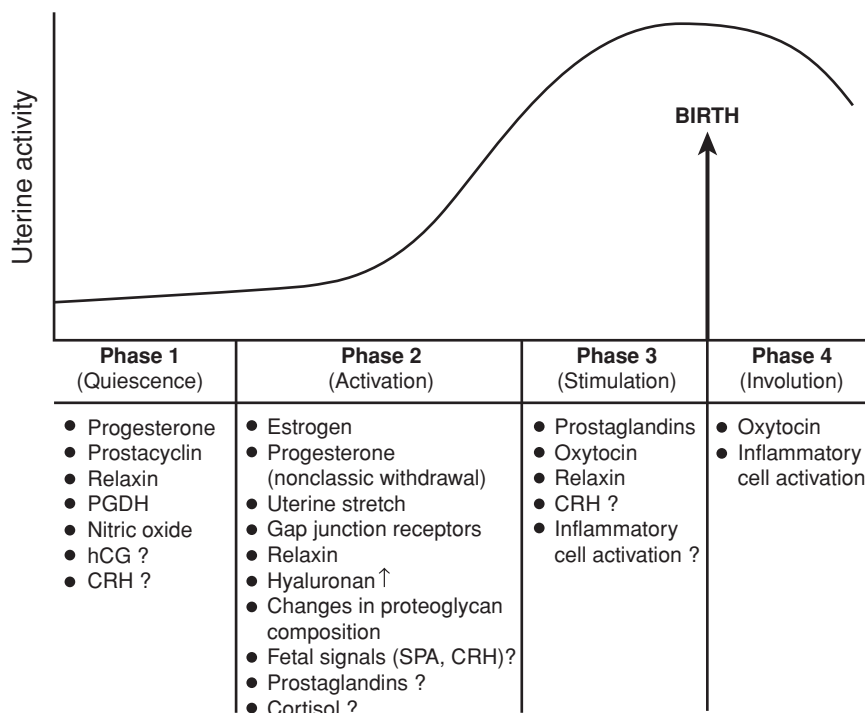 Uterine activity
BIRTH
Phase 1
(Quiescence)
Phase 2
(Activation)
Phase 3
(Stimulation)
Phase 4
(Involution)
● Progesterone
● Prostacyclin
● Relaxin
● PGDH
● Nitric oxide
● hCG ?
● CRH ?
● Estrogen
● Progesterone
(nonclassic withdrawal)
● Uterine stretch
● Gap junction receptors
● Relaxin
● Hyaluronan ↑
● Changes in proteoglycan
composition
● Fetal signals (SPA, CRH)?
● Prostaglandins ?
● Cortisol ?
● Prostaglandins
● Oxytocin
● Relaxin
● CRH ?
● Inflammatory
cell activation ?
● Oxytocin
● Inflammatory
cell activation